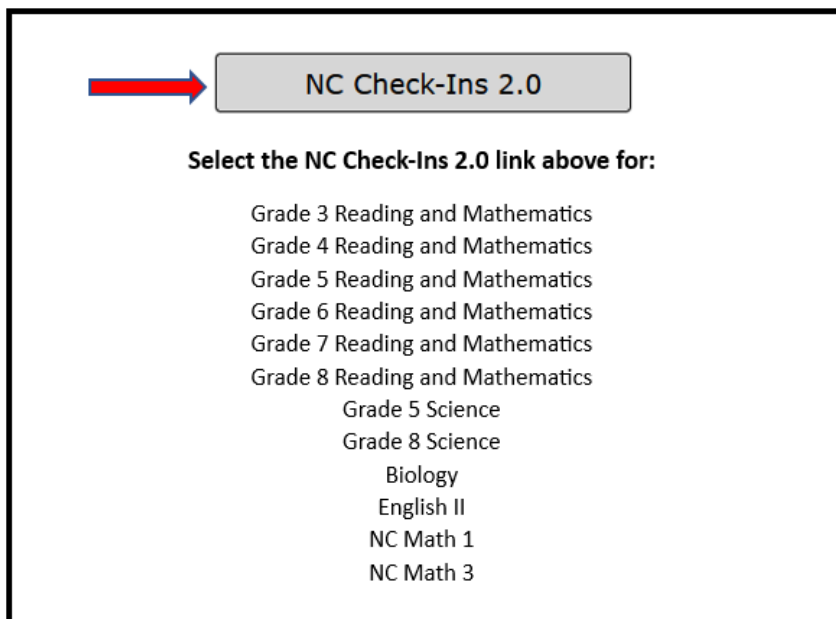 NC Check-Ins 2.0
Select the NC Check-Ins 2.0 link above for:
Grade 3 Reading and Mathematics
Grade 4 Reading and Mathematics
Grade 5 Reading and Mathematics
Grade 6 Reading and Mathematics
Grade 7 Reading and Mathematics
Grade 8 Reading and Mathematics
Grade 5 Science
Grade 8 Science
Biology
English II
NC Math 1
NC Math 3